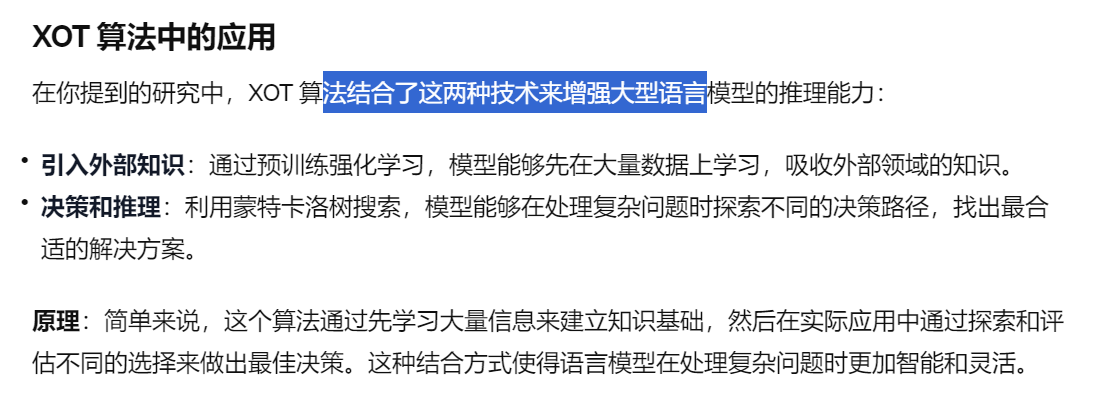 XOT 算法中的应用
在你提到的研究中，XOT 算法结合了这两种技术来增强大型语言模型的推理能力：
• 引入外部知识：通过预训练强化学习，模型能够先在大量数据上学习，吸收外部领域的知识。
• 决策和推理：利用蒙特卡洛树搜索，模型能够在处理复杂问题时探索不同的决策路径，找出最合
适的解决方案。
原理：简单来说，这个算法通过先学习大量信息来建立知识基础，然后在实际应用中通过探索和评
估不同的选择来做出最佳决策。这种结合方式使得语言模型在处理复杂问题时更加智能和灵活。